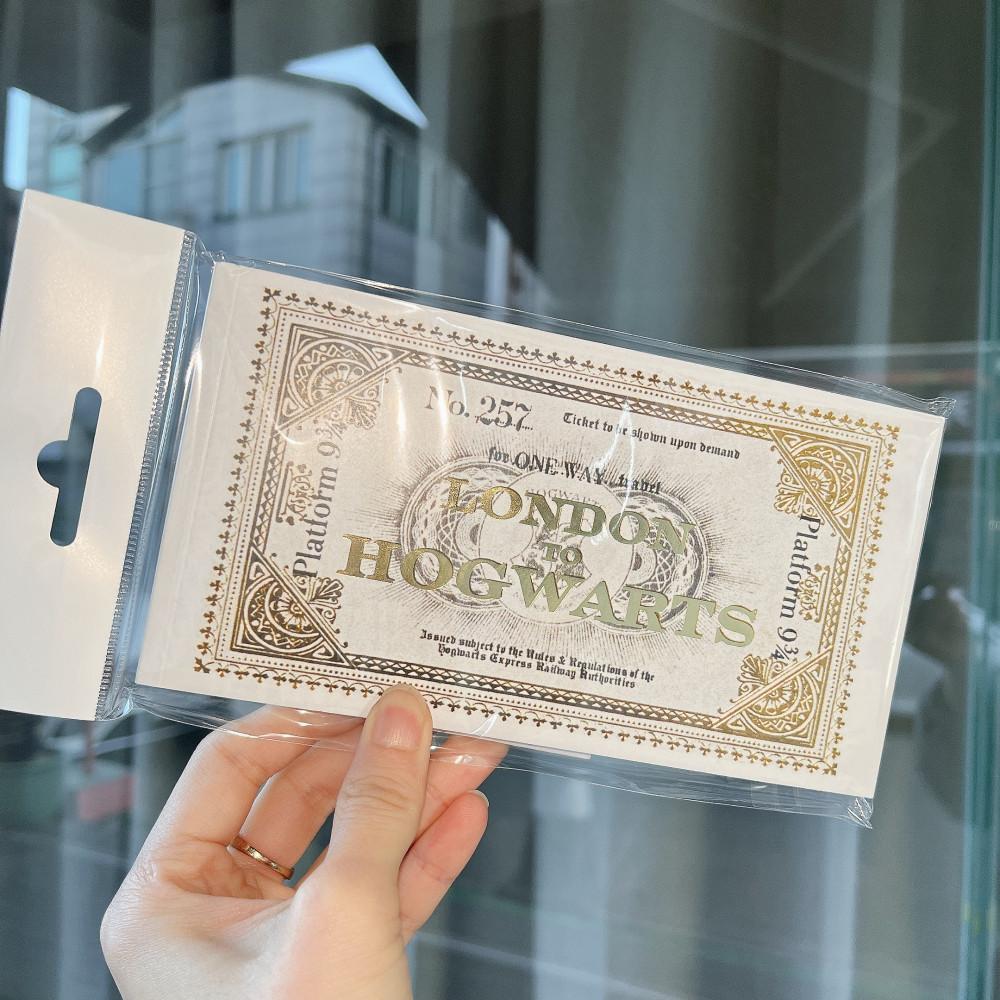 No. 257
Ticket to be shown upon demand
for ONE WAY travel
LONDON
TO
HOGWARTS
Issued subject to the Rules & Regulations of the
Hogwarts Express Railway Authorities
Platform 9¾
Platform 9¾